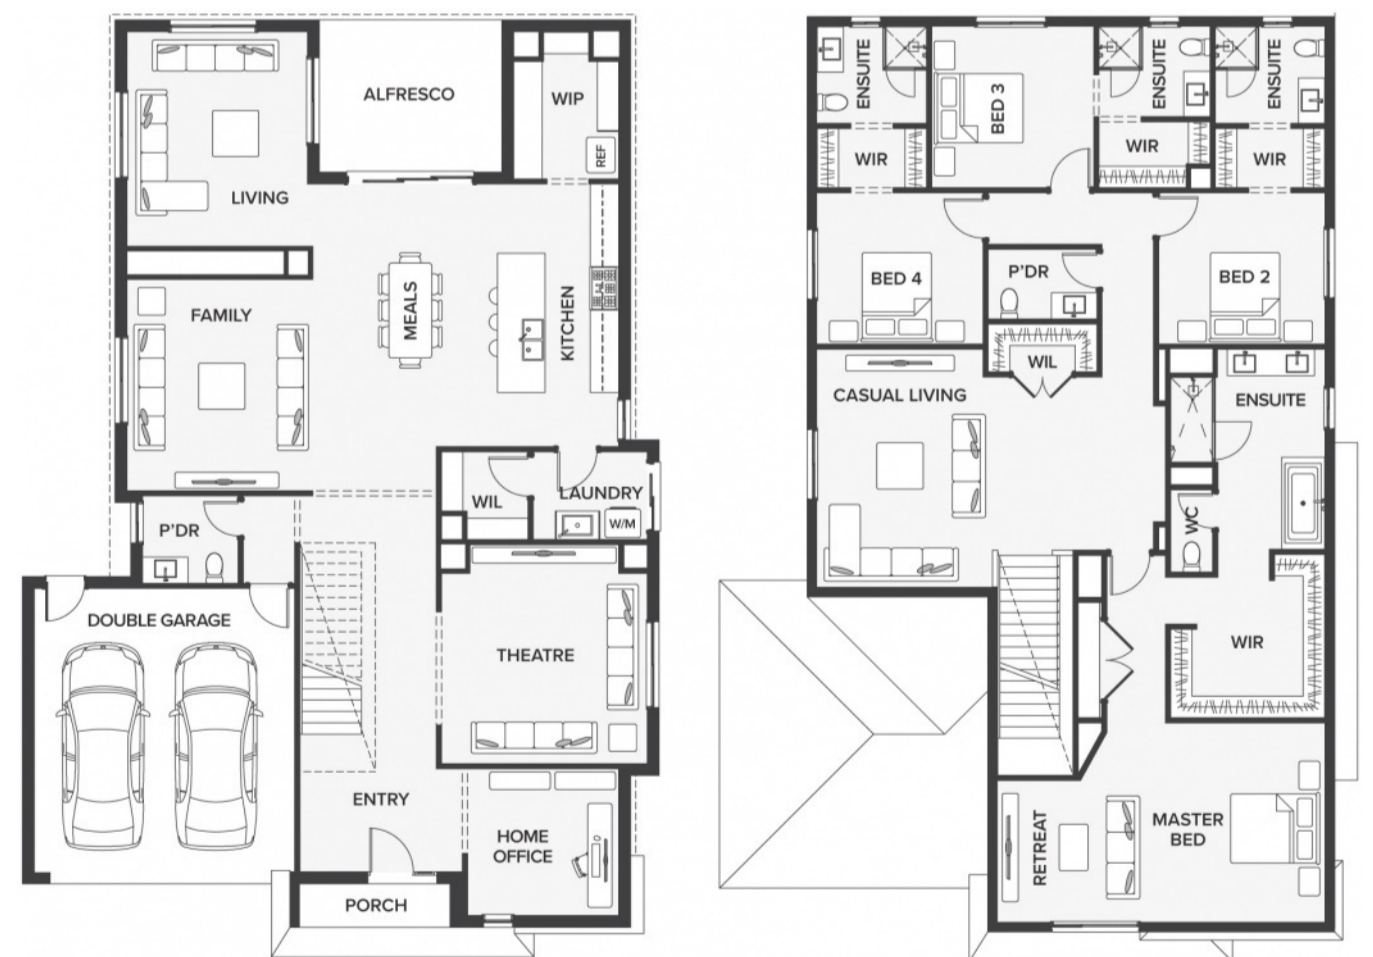 ALFRESCO
WIP
REF
LIVING
FAMILY
MEALS
KITCHEN
WIL
LAUNDRY
W/M
P'DR
DOUBLE GARAGE
THEATRE
ENTRY
HOME
OFFICE
PORCH
ENSUITE
BED 3
ENSUITE
ENSUITE
WIR
WIR
WIR
BED 4
P'DR
BED 2
WIL
CASUAL LIVING
ENSUITE
WC
WIR
RETREAT
MASTER
BED